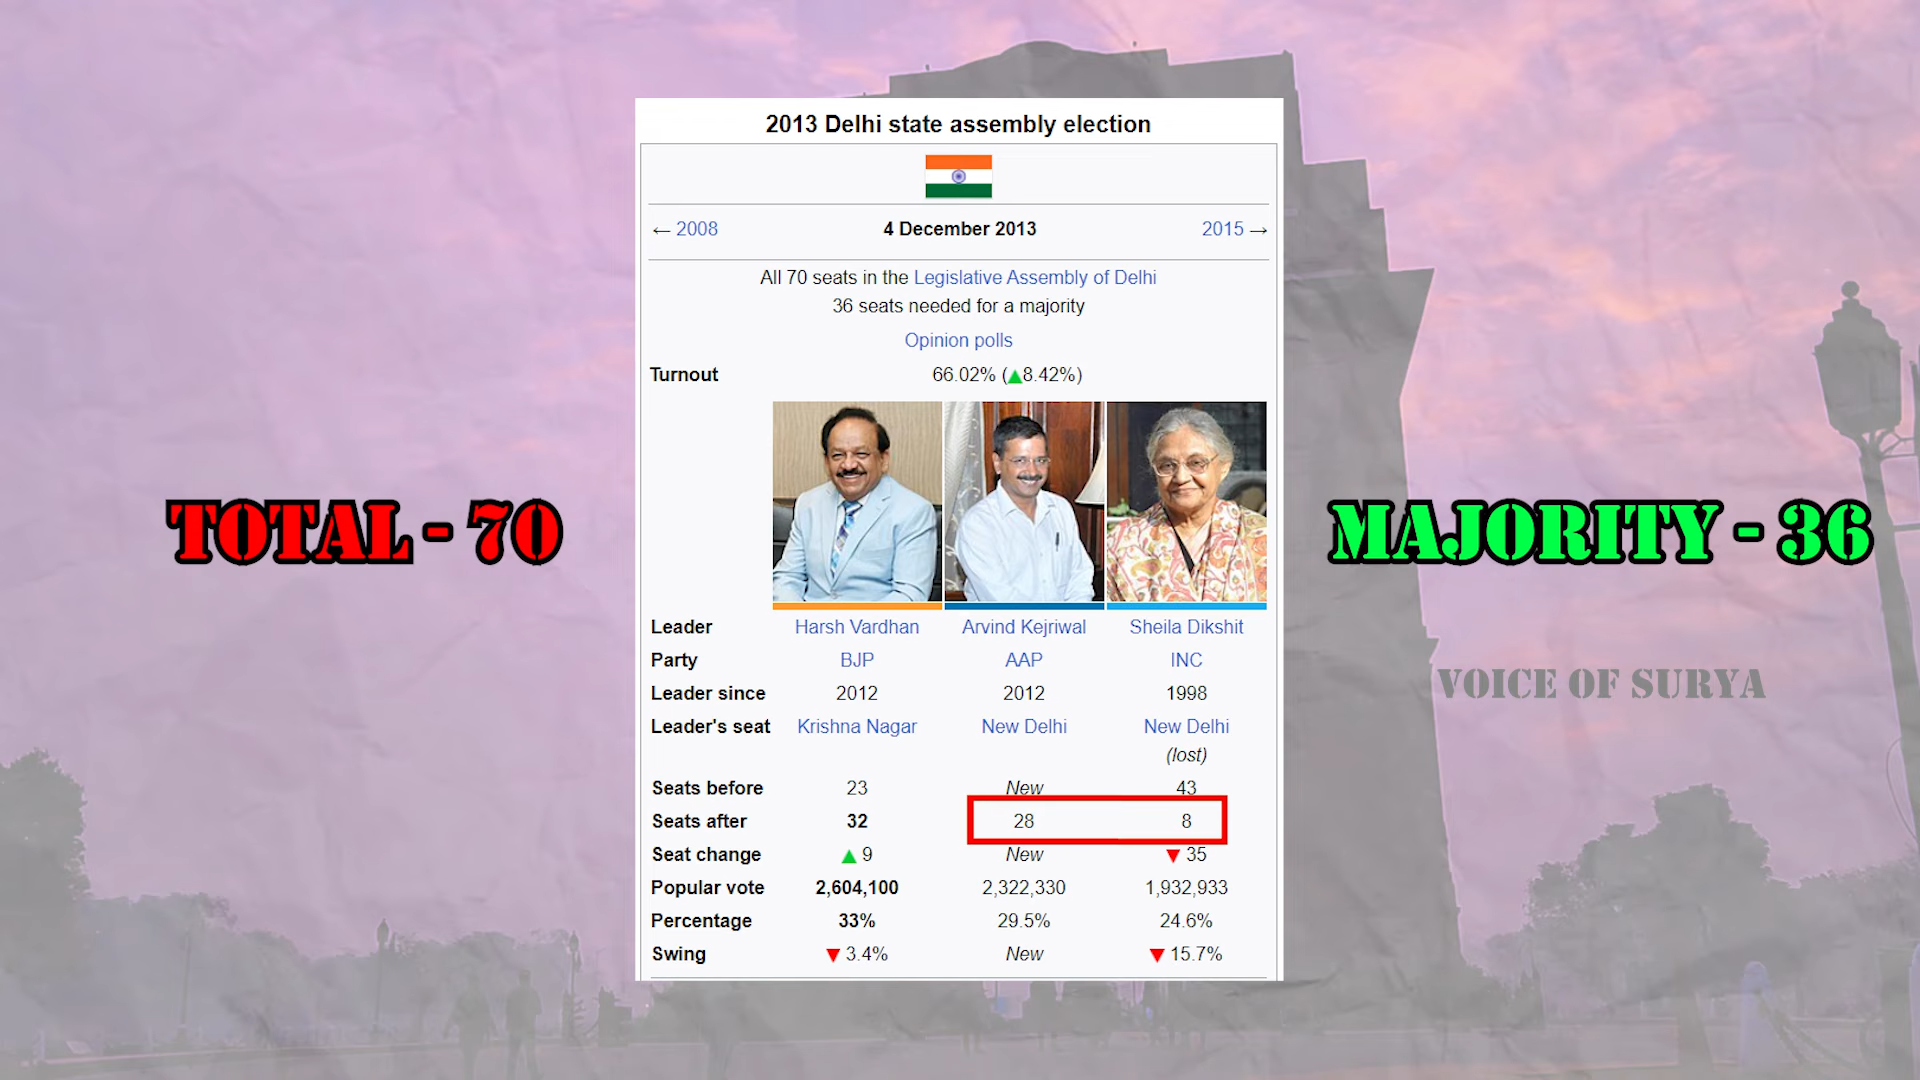 2013 Delhi state assembly election
← 2008 4 December 2013 2015 →
All 70 seats in the Legislative Assembly of Delhi
36 seats needed for a majority
Opinion polls
Turnout 66.02% (▲8.42%)
TOTAL - 70
MAJORITY - 36
Leader Harsh Vardhan Arvind Kejriwal Sheila Dikshit
Party BJP AAP INC
Leader since 2012 2012 1998
VOICE OF SURYA
Leader's seat Krishna Nagar New Delhi New Delhi
(lost)
Seats before 23 New 43
Seats after 32 28 8
Seat change ▲ 9 New ▼ 35
Popular vote 2,604,100 2,322,330 1,932,933
Percentage 33% 29.5% 24.6%
Swing ▼ 3.4% New ▼ 15.7%